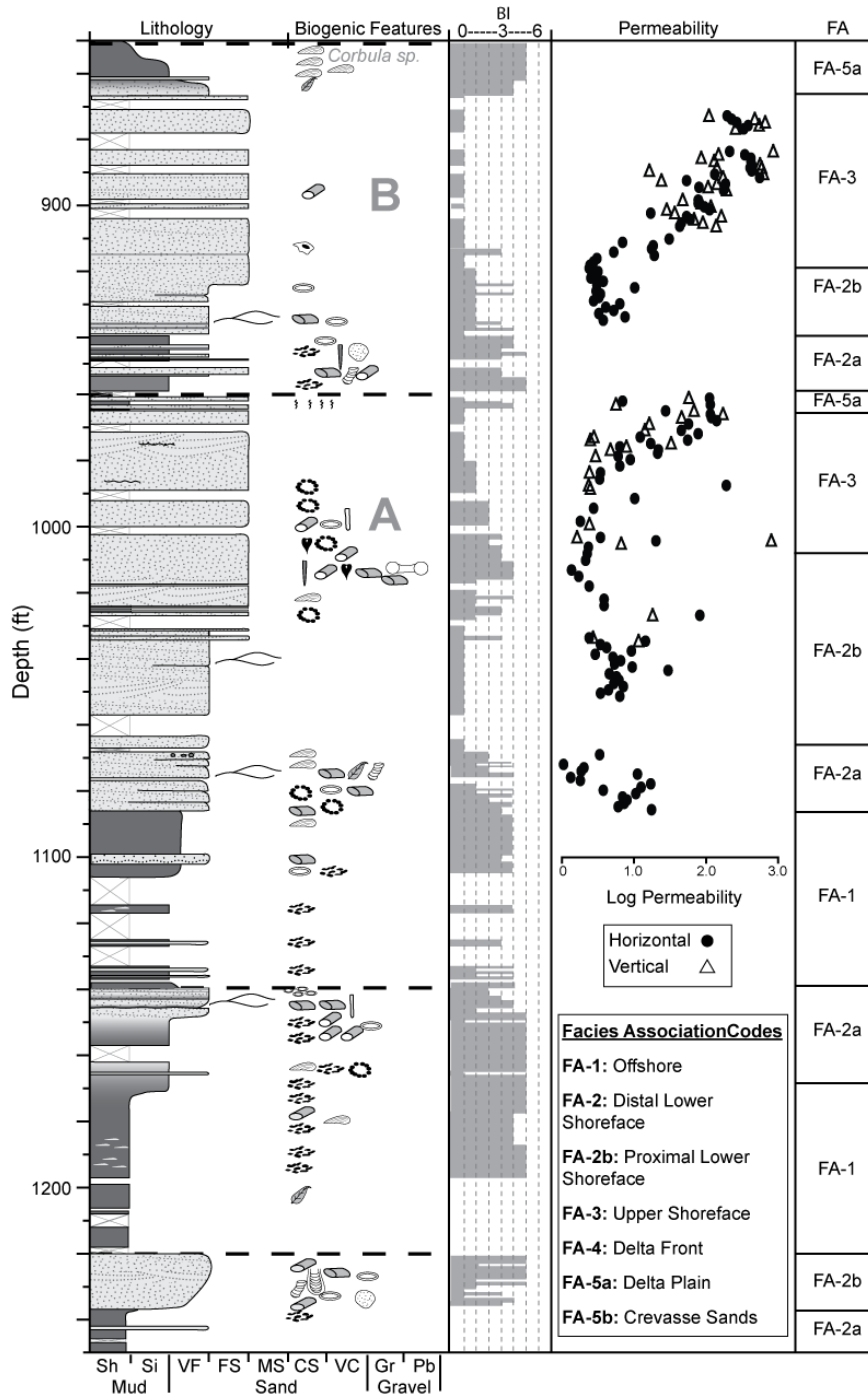 Lithology
Biogenic Features
BI
0-----3----6
Permeability
FA
Corbula sp.
FA-5a
B
FA-3
900
FA-2b
FA-2a
FA-5a
FA-3
A
1000
Depth (ft)
FA-2b
FA-2a
1100
0 1.0 2.0 3.0
Log Permeability
FA-1
Horizontal
Vertical
Facies AssociationCodes
FA-1: Offshore
FA-2: Distal Lower
Shoreface
FA-2b: Proximal Lower
Shoreface
FA-3: Upper Shoreface
FA-4: Delta Front
FA-5a: Delta Plain
FA-5b: Crevasse Sands
FA-2a
FA-1
1200
FA-2b
FA-2a
Sh Si VF FS MS CS VC Gr Pb
Mud Sand Gravel